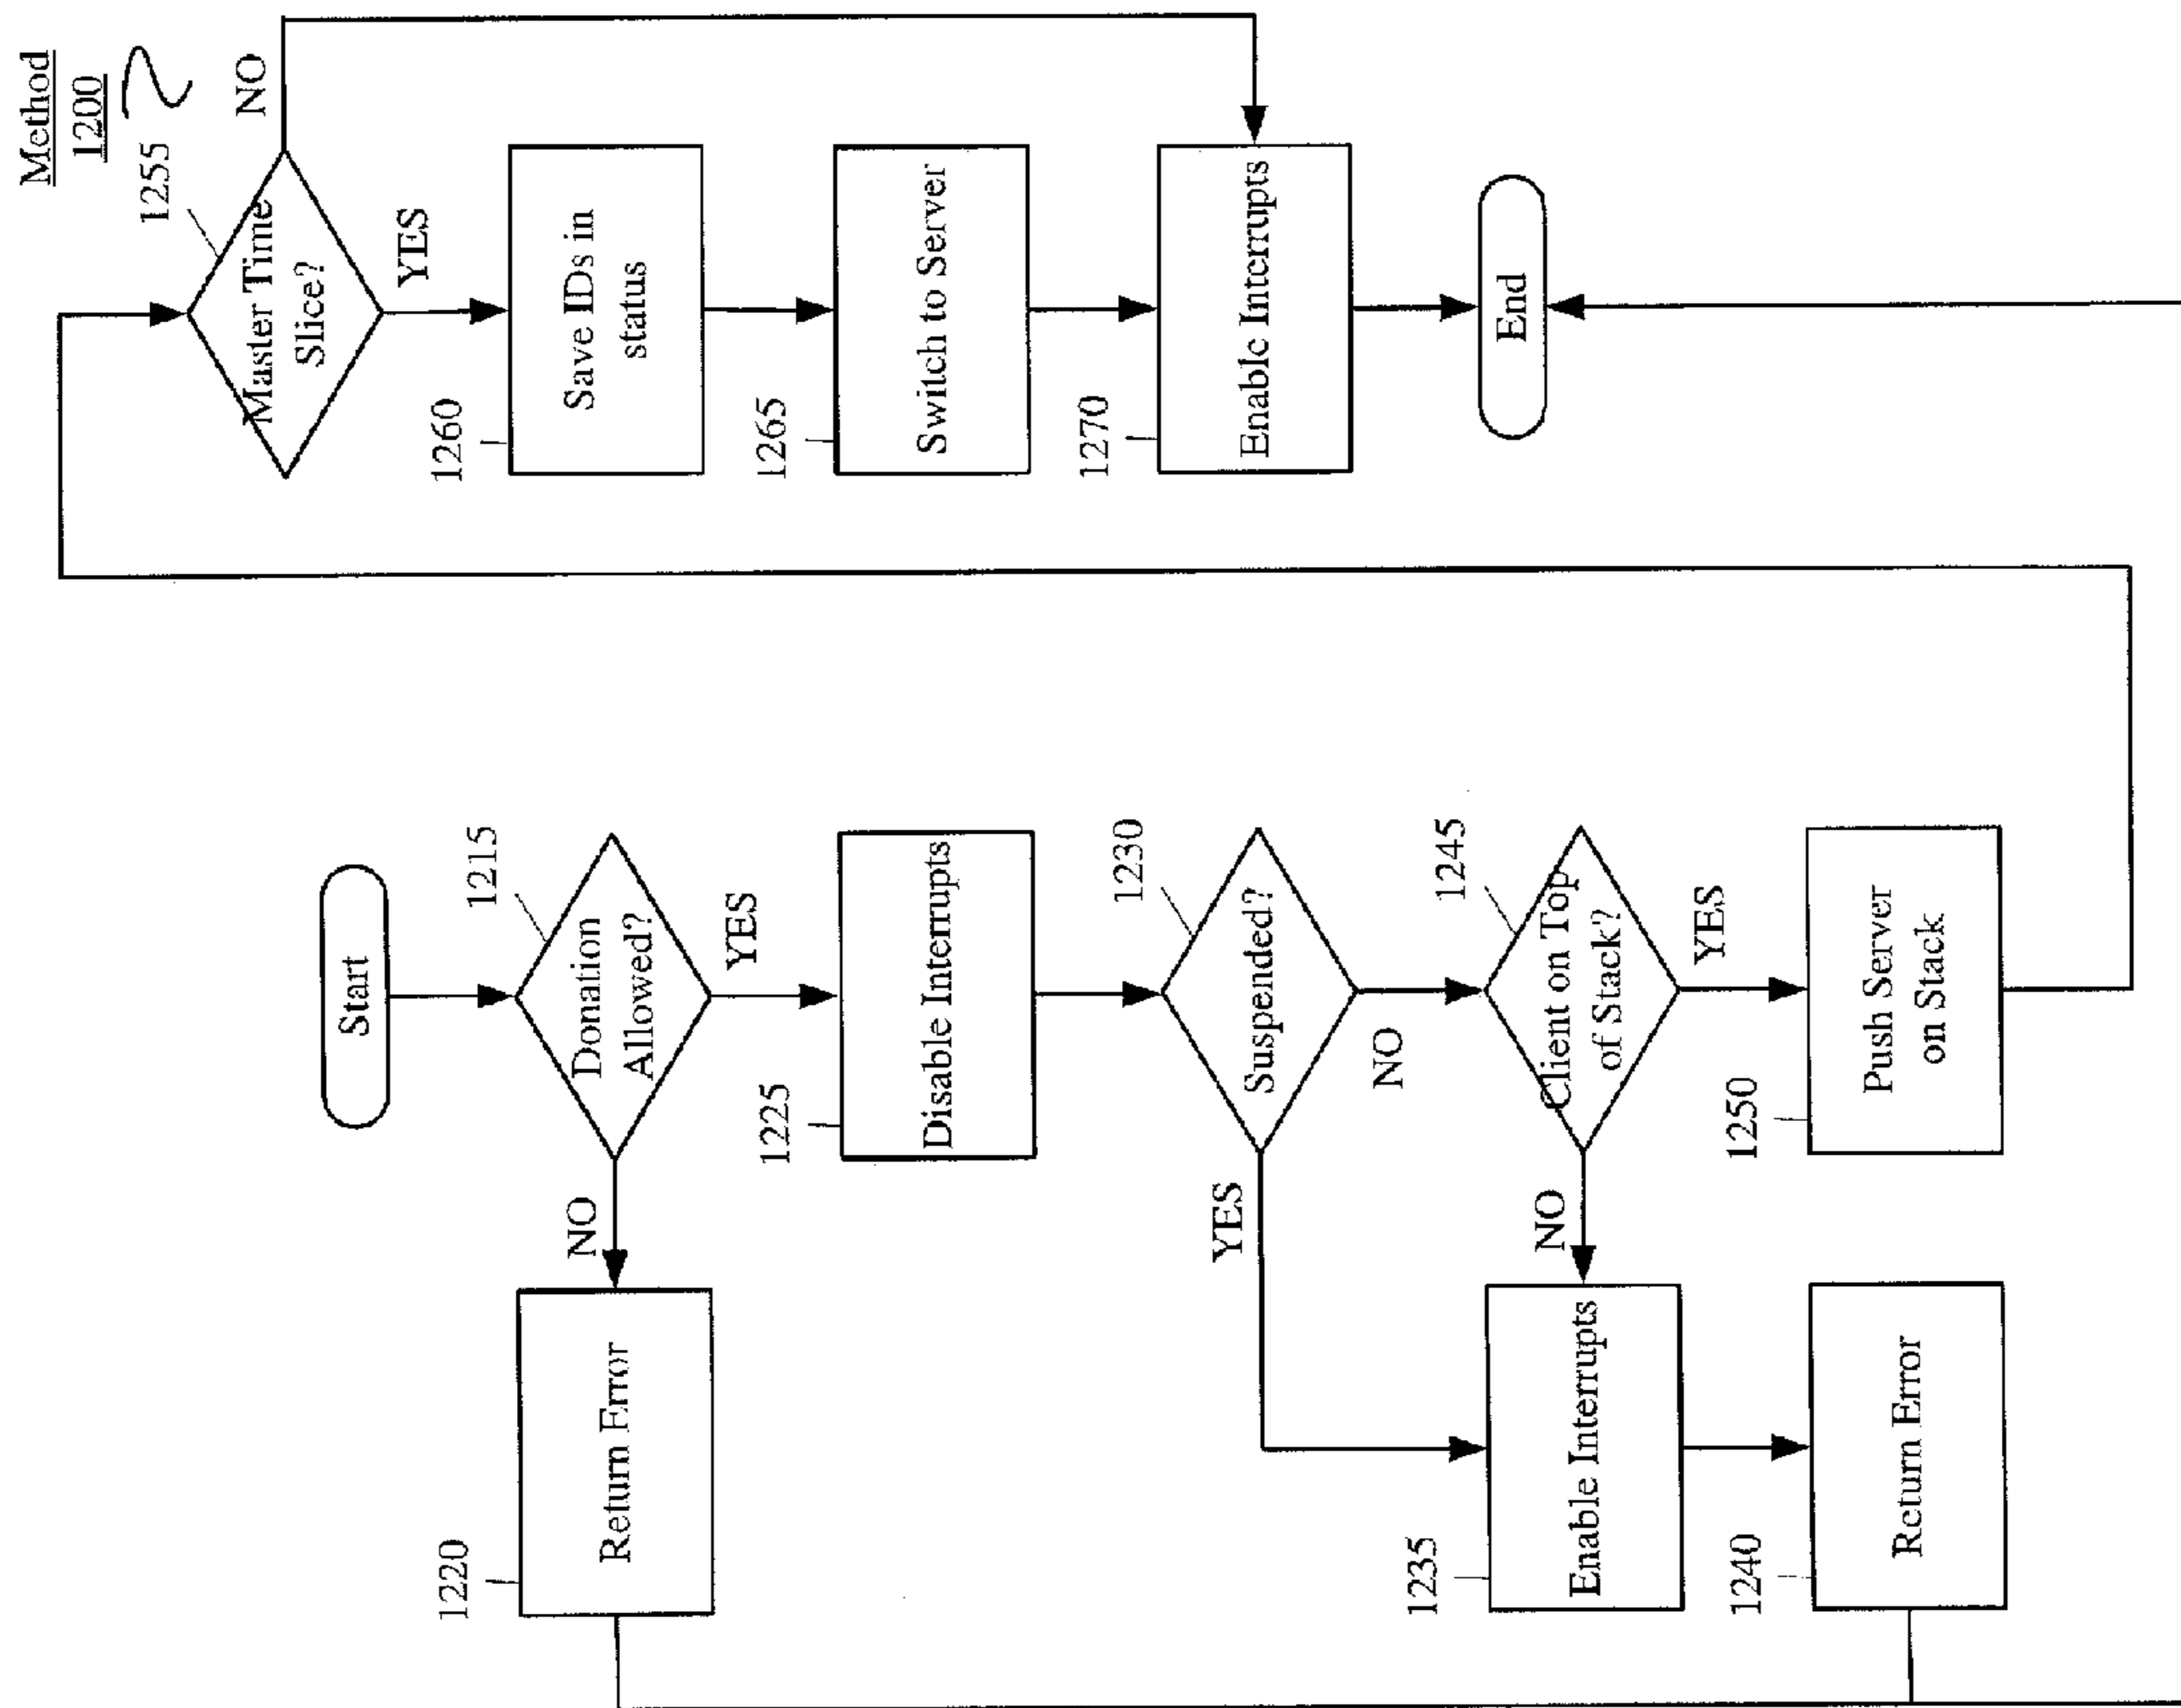 Method
1200
Start
1215
Donation
Allowed?
NO
YES
1220
Return Error
1225
Disable Interrupts
1230
Suspended?
YES
NO
1235
Enable Interrupts
1240
Return Error
1245
Client on Top
of Stack?
NO
YES
1250
Push Server
on Stack
1255
Master Time
Slice?
NO
YES
1260
Save IDs in
status
1265
Switch to Server
1270
Enable Interrupts
End